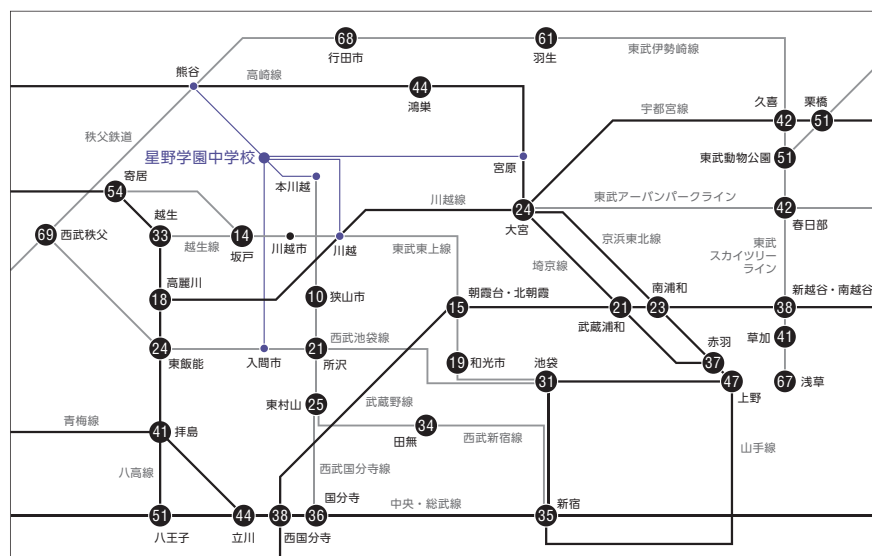 68
行田市
61
羽生
東武伊勢崎線
熊谷
高崎線
44
鴻巣
宇都宮線
久喜
42
栗橋
51
秩父鉄道
星野学園中学校
本川越
宮原
東武動物公園
51
寄居
54
川越線
東武アーバンパークライン
24
大宮
42
春日部
69
西武秩父
越生
33
越生線
14
坂戸
川越市
川越
東武東上線
京浜東北線
埼京線
東武
スカイツリー
ライン
高麗川
18
10
狭山市
朝霞台・北朝霞
15
21
武蔵浦和
南浦和
23
新越谷・南越谷
38
草加
41
24
東飯能
入間市
西武池袋線
21
所沢
19
和光市
池袋
31
赤羽
37
47
上野
67
浅草
東村山
25
武蔵野線
34
田無
西武新宿線
青梅線
41
拝島
八高線
西武国分寺線
山手線
51
八王子
44
立川
38
西国分寺
国分寺
36
中央・総武線
新宿
35